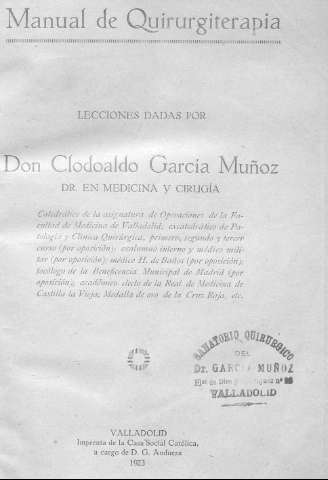 Manual de Quirurgiterapia
LECCIONES DADAS POR
Don Clodoaldo García Muñoz
DR. EN MEDICINA Y CIRUGÍA
Catedrático de la asignatura de Operaciones de la Fa-
cultad de Medicina de Valladolid, excatedrático de Pa-
tología y Clínica Quirúrgica, primero, segundo y tercer
curso (por oposición); exalumno interno y médico mili-
tar (por oposición); médico H. de Baños (por oposición);
tocólogo de la Beneficencia Municipal de Madrid (por
oposición); académico electo de la Real de Medicina de
Castilla la Vieja; Medalla de oro de la Cruz Roja, etc.
SANATORIO QUIRURGICO
DEL
Dr. GARCIA MUÑOZ
VALLADOLID
VALLADOLID
Imprenta de la Casa Social Católica,
a cargo de D. G. Andueza
1923